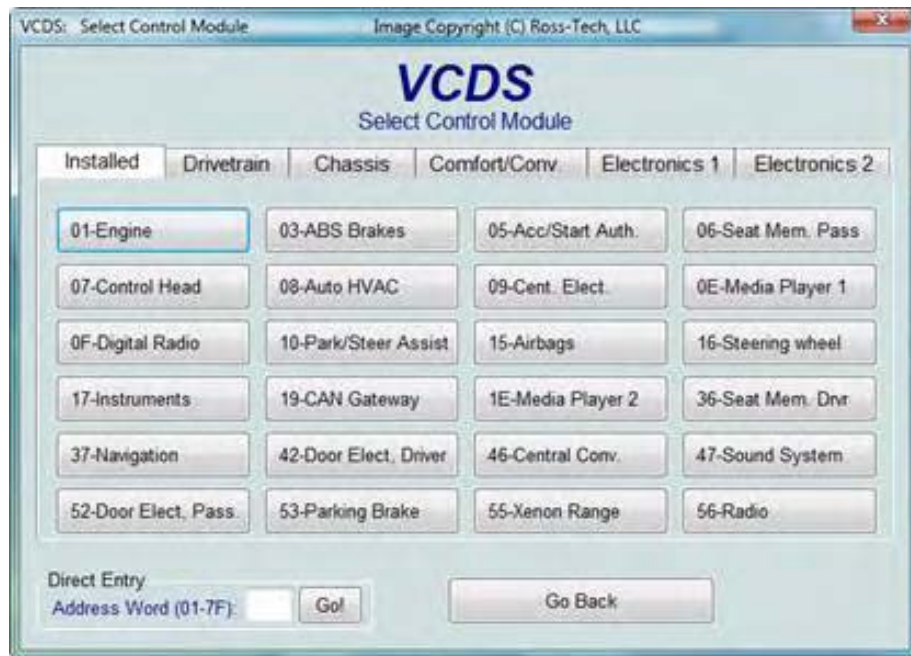 VCDS: Select Control Module Image Copyright (C) Ross-Tech, LLC
VCDS
Select Control Module
Installed Drivetrain Chassis Comfort/Conv. Electronics 1 Electronics 2
01-Engine 03-ABS Brakes 05-Acc/Start Auth. 06-Seat Mem. Pass
07-Control Head 08-Auto HVAC 09-Cent. Elect. 0E-Media Player 1
0F-Digital Radio 10-Park/Steer Assist 15-Airbags 16-Steering wheel
17-Instruments 19-CAN Gateway 1E-Media Player 2 36-Seat Mem. Drvr
37-Navigation 42-Door Elect, Driver 46-Central Conv. 47-Sound System
52-Door Elect, Pass. 53-Parking Brake 55-Xenon Range 56-Radio
Direct Entry
Address Word (01-7F): Go! Go Back